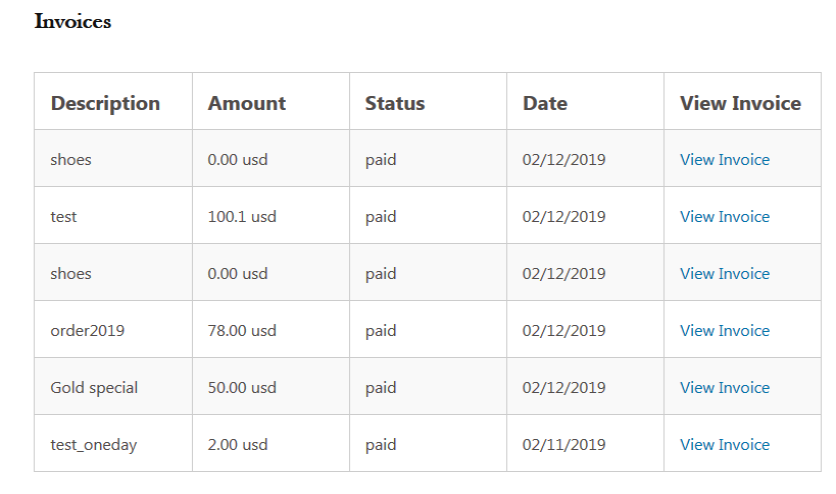 Invoices
Description Amount Status Date View Invoice
shoes 0.00 usd paid 02/12/2019 View Invoice
test 100.1 usd paid 02/12/2019 View Invoice
shoes 0.00 usd paid 02/12/2019 View Invoice
order2019 78.00 usd paid 02/12/2019 View Invoice
Gold special 50.00 usd paid 02/12/2019 View Invoice
test_oneday 2.00 usd paid 02/11/2019 View Invoice